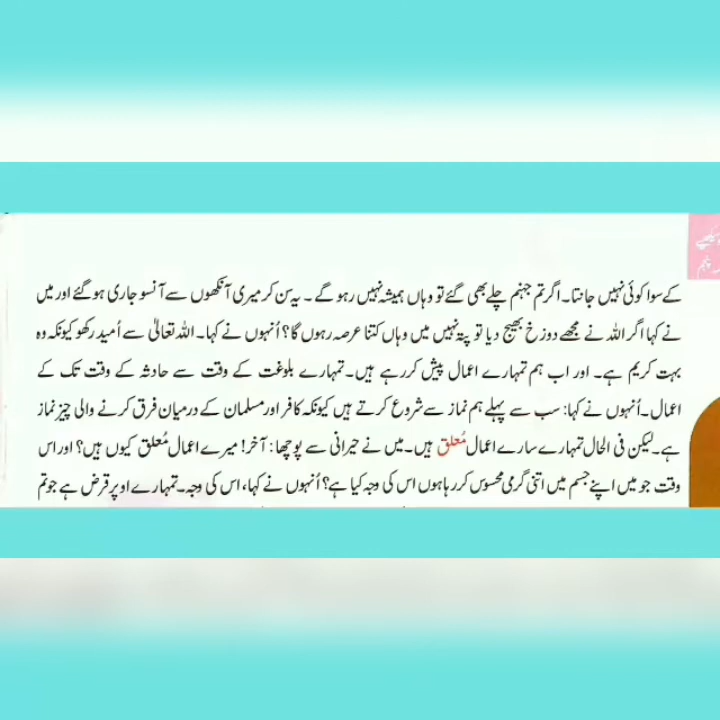 کے سوا کوئی نہیں جانتا۔ اگر تم جہنم چلے بھی گئے تو وہاں ہمیشہ نہیں رہو گے ۔ یہ سن کر میری آنکھوں سے آنسو جاری ہو گئے اور میں
نے کہا اگر اللہ نے مجھے دوزخ بھیج دیا تو پتہ نہیں میں وہاں کتنا عرصہ رہوں گا؟ اُنہوں نے کہا۔ اللہ تعالیٰ سے اُمید رکھو کیونکہ وہ
بہت کریم ہے۔ اور اب ہم تمہارے اعمال پیش کر رہے ہیں۔ تمہارے بلوغت کے وقت سے حادثہ کے وقت تک کے
اعمال۔ اُنہوں نے کہا: سب سے پہلے ہم نماز سے شروع کرتے ہیں کیونکہ کافر اور مسلمان کے درمیان فرق کرنے والی چیز نماز
ہے۔ لیکن فی الحال تمہارے سارے اعمال مُعلق ہیں۔ میں نے حیرانی سے پوچھا: آخر! میرے اعمال مُعلق کیوں ہیں؟ اور اس
وقت جو میں اپنے جسم میں اتنی گرمی محسوس کر رہا ہوں اس کی وجہ کیا ہے؟ اُنہوں نے کہا، اس کی وجہ۔ تمہارے اوپر قرض ہے جو تم